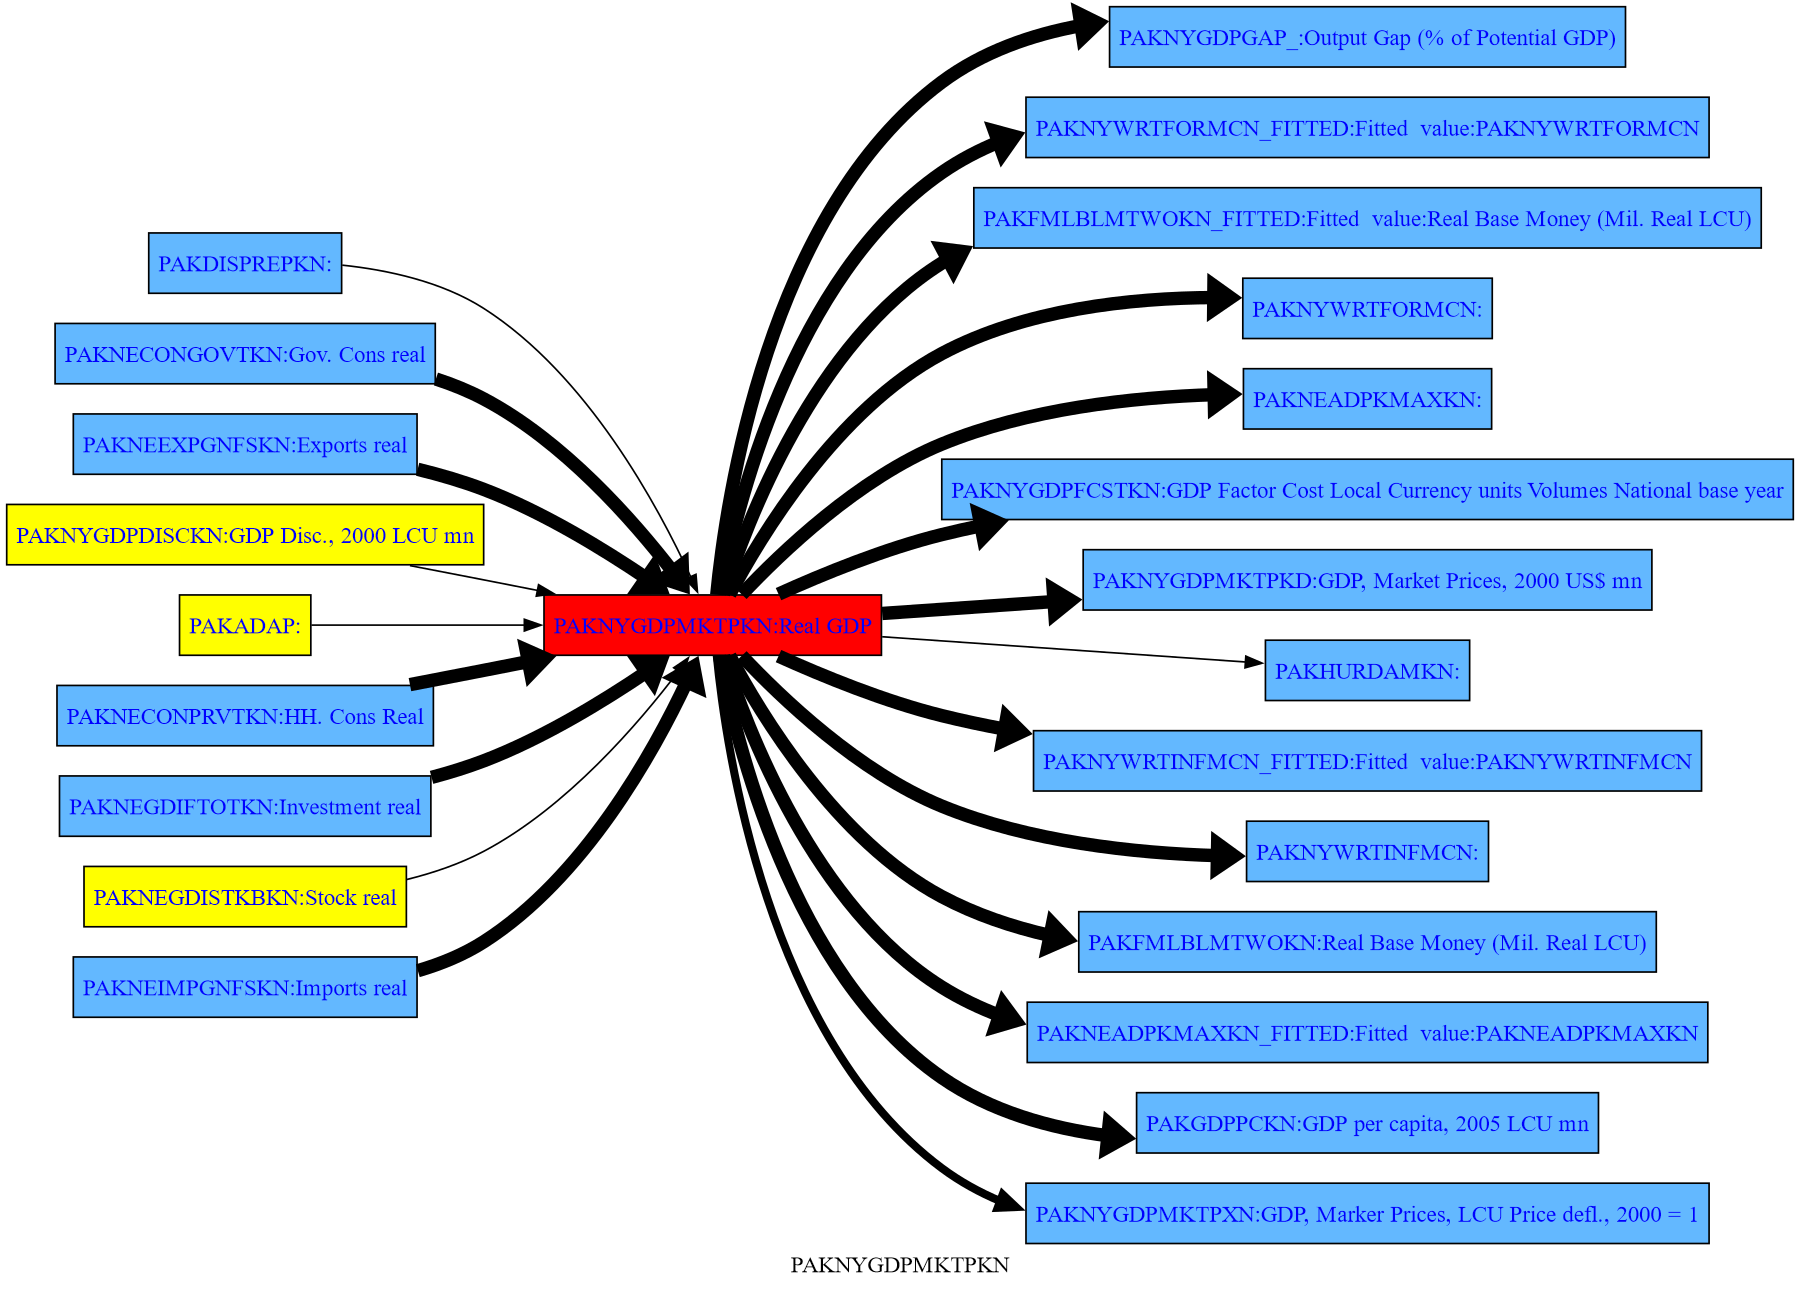 PAKNYGDPGAP_:Output Gap (% of Potential GDP)
PAKNYWRTFORMCN_FITTED:Fitted  value:PAKNYWRTFORMCN
PAKFMLBLMTWOKN_FITTED:Fitted  value:Real Base Money (Mil. Real LCU)
PAKDISPREPKN:
PAKNYWRTFORMCN:
PAKNECONGOVTKN:Gov. Cons real
PAKNEADPKMAXKN:
PAKNEEXPGNFSKN:Exports real
PAKNYGDPFCSTKN:GDP Factor Cost Local Currency units Volumes National base year
PAKNYGDPDISCKN:GDP Disc., 2000 LCU mn
PAKNYGDPMKTPKD:GDP, Market Prices, 2000 US$ mn
PAKADAP:
PAKNYGDPMKTPKN:Real GDP
PAKHURDAMKN:
PAKNECONPRVTKN:HH. Cons Real
PAKNYWRTINFMCN_FITTED:Fitted  value:PAKNYWRTINFMCN
PAKNEGDIFTOTKN:Investment real
PAKNYWRTINFMCN:
PAKNEGDISTKBKN:Stock real
PAKFMLBLMTWOKN:Real Base Money (Mil. Real LCU)
PAKNEIMPGNFSKN:Imports real
PAKNEADPKMAXKN_FITTED:Fitted  value:PAKNEADPKMAXKN
PAKGDPPCKN:GDP per capita, 2005 LCU mn
PAKNYGDPMKTPXN:GDP, Marker Prices, LCU Price defl., 2000 = 1
PAKNYGDPMKTPKN